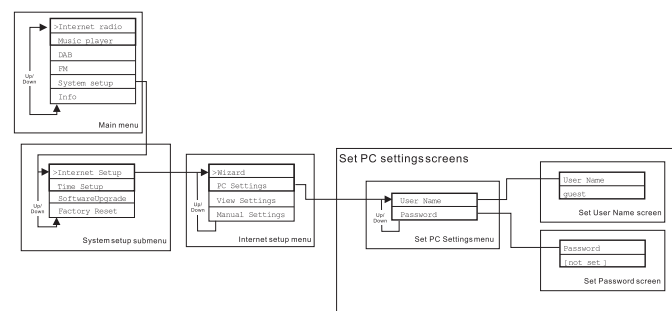 >Internet radio
Music player
DAB
FM
System setup
Info
Up/
Down
Main menu
>Internet Setup
Time Setup
SoftwareUpgrade
Factory Reset
Up/
Down
System setup submenu
>Wizard
PC Settings
View Settings
Manual Settings
Up/
Down
Internet setup menu
Set PC settings screens
User Name
Password
Up/
Down
Set PC Settings menu
User Name
guest
Set User Name screen
Password
[not set]
Set Password screen